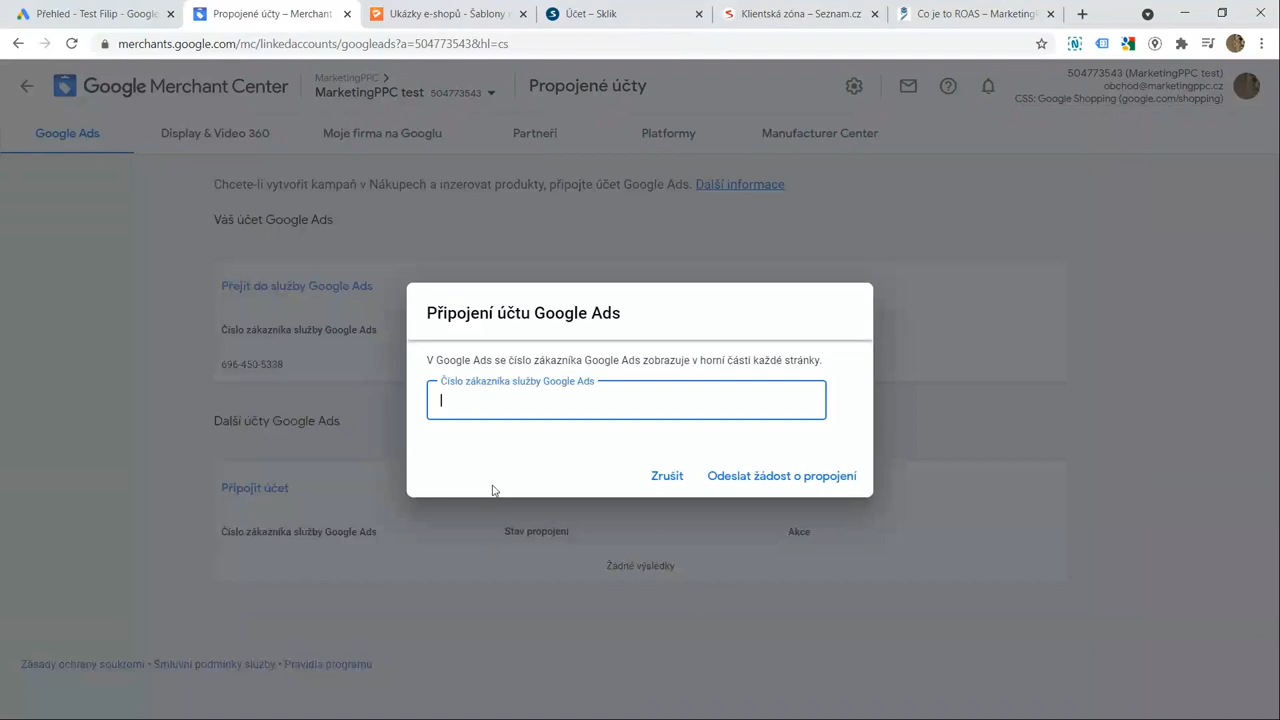 Přehled - Test Filip - Google
Propojené účty – Merchant
Ukázky e-shopů - Šablony
Účet – Sklik
Klientská zóna – Seznam.cz
Co je to ROAS – Marketing
merchants.google.com/mc/linkedaccounts/googleads?a=504773543&hl=cs
Google Merchant Center
MarketingPPC
MarketingPPC test 504773543
Propojené účty
504773543 (MarketingPPC test)
obchod@marketingppc.cz
CSS: Google Shopping (google.com/shopping)
Google Ads
Display & Video 360
Moje firma na Googlu
Partneři
Platformy
Manufacturer Center
Chcete-li vytvořit kampaň v Nákupech a inzerovat produkty, připojte účet Google Ads. Další informace
Váš účet Google Ads
Přejít do služby Google Ads
Číslo zákazníka služby Google Ads
696-450-5338
Připojení účtu Google Ads
V Google Ads se číslo zákazníka Google Ads zobrazuje v horní části každé stránky.
Číslo zákazníka služby Google Ads
Zrušit
Odeslat žádost o propojení
Další účty Google Ads
Připojit účet
Číslo zákazníka služby Google Ads
Stav propojení
Akce
Žádné výsledky
Zásady ochrany soukromí • Smluvní podmínky služby • Pravidla programu